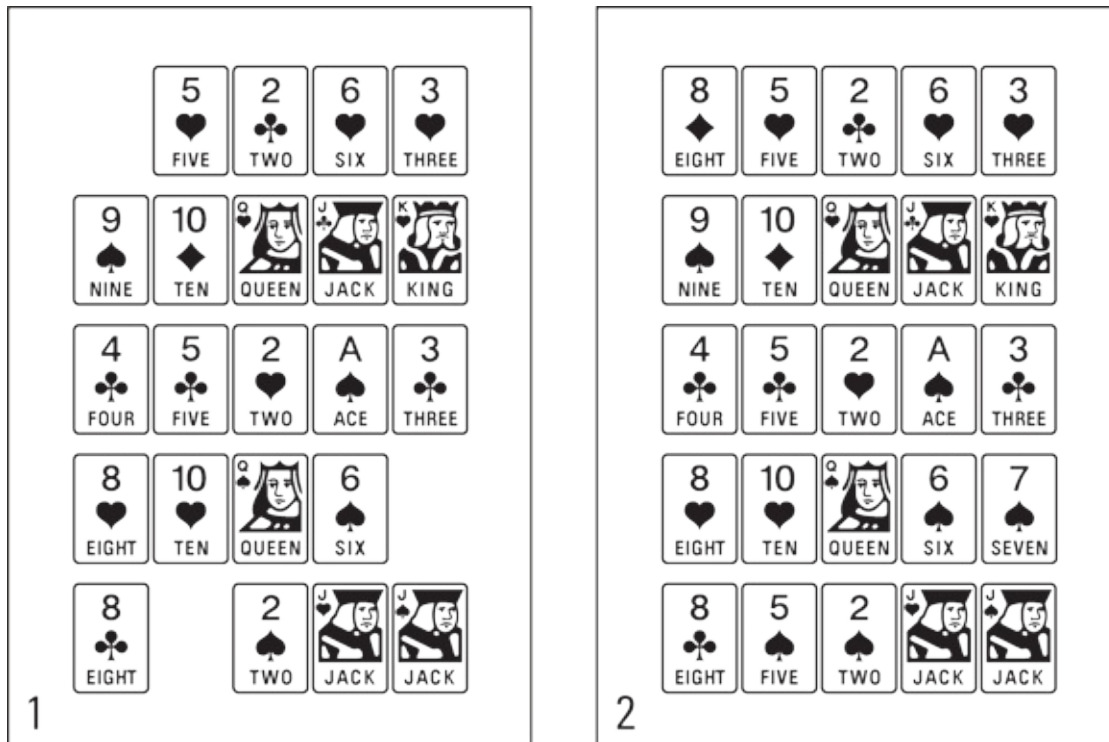 5 2 6 3
FIVE TWO SIX THREE
9 10 Q J K
NINE TEN QUEEN JACK KING
4 5 2 A 3
FOUR FIVE TWO ACE THREE
8 10 Q 6
EIGHT TEN QUEEN SIX
8 2 J J
EIGHT TWO JACK JACK
1
8 5 2 6 3
EIGHT FIVE TWO SIX THREE
9 10 Q J K
NINE TEN QUEEN JACK KING
4 5 2 A 3
FOUR FIVE TWO ACE THREE
8 10 Q 6 7
EIGHT TEN QUEEN SIX SEVEN
8 5 2 J J
EIGHT FIVE TWO JACK JACK
2